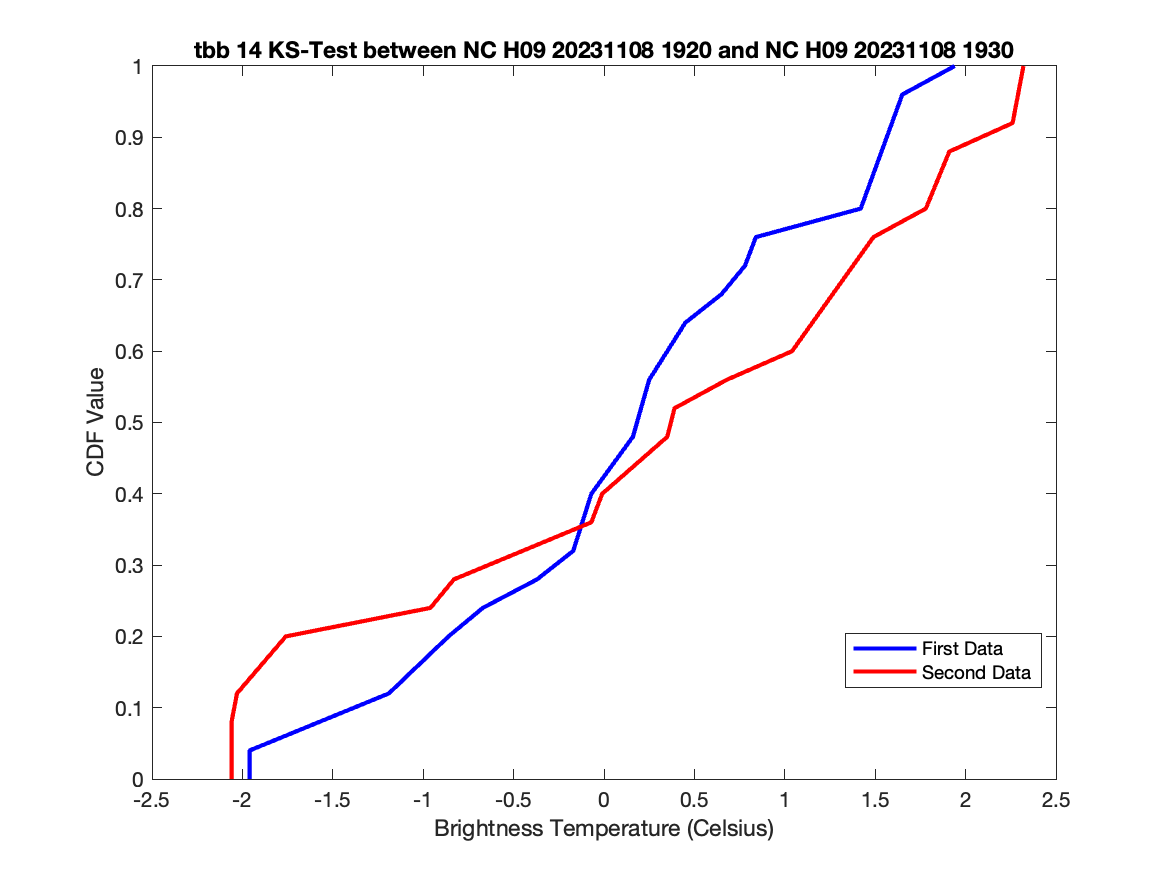 tbb 14 KS-Test between NC H09 20231108 1920 and NC H09 20231108 1930
1
0.9
0.8
0.7
0.6
0.5
0.4
0.3
0.2
0.1
0
CDF Value
First Data
Second Data
-2.5 -2 -1.5 -1 -0.5 0 0.5 1 1.5 2 2.5
Brightness Temperature (Celsius)